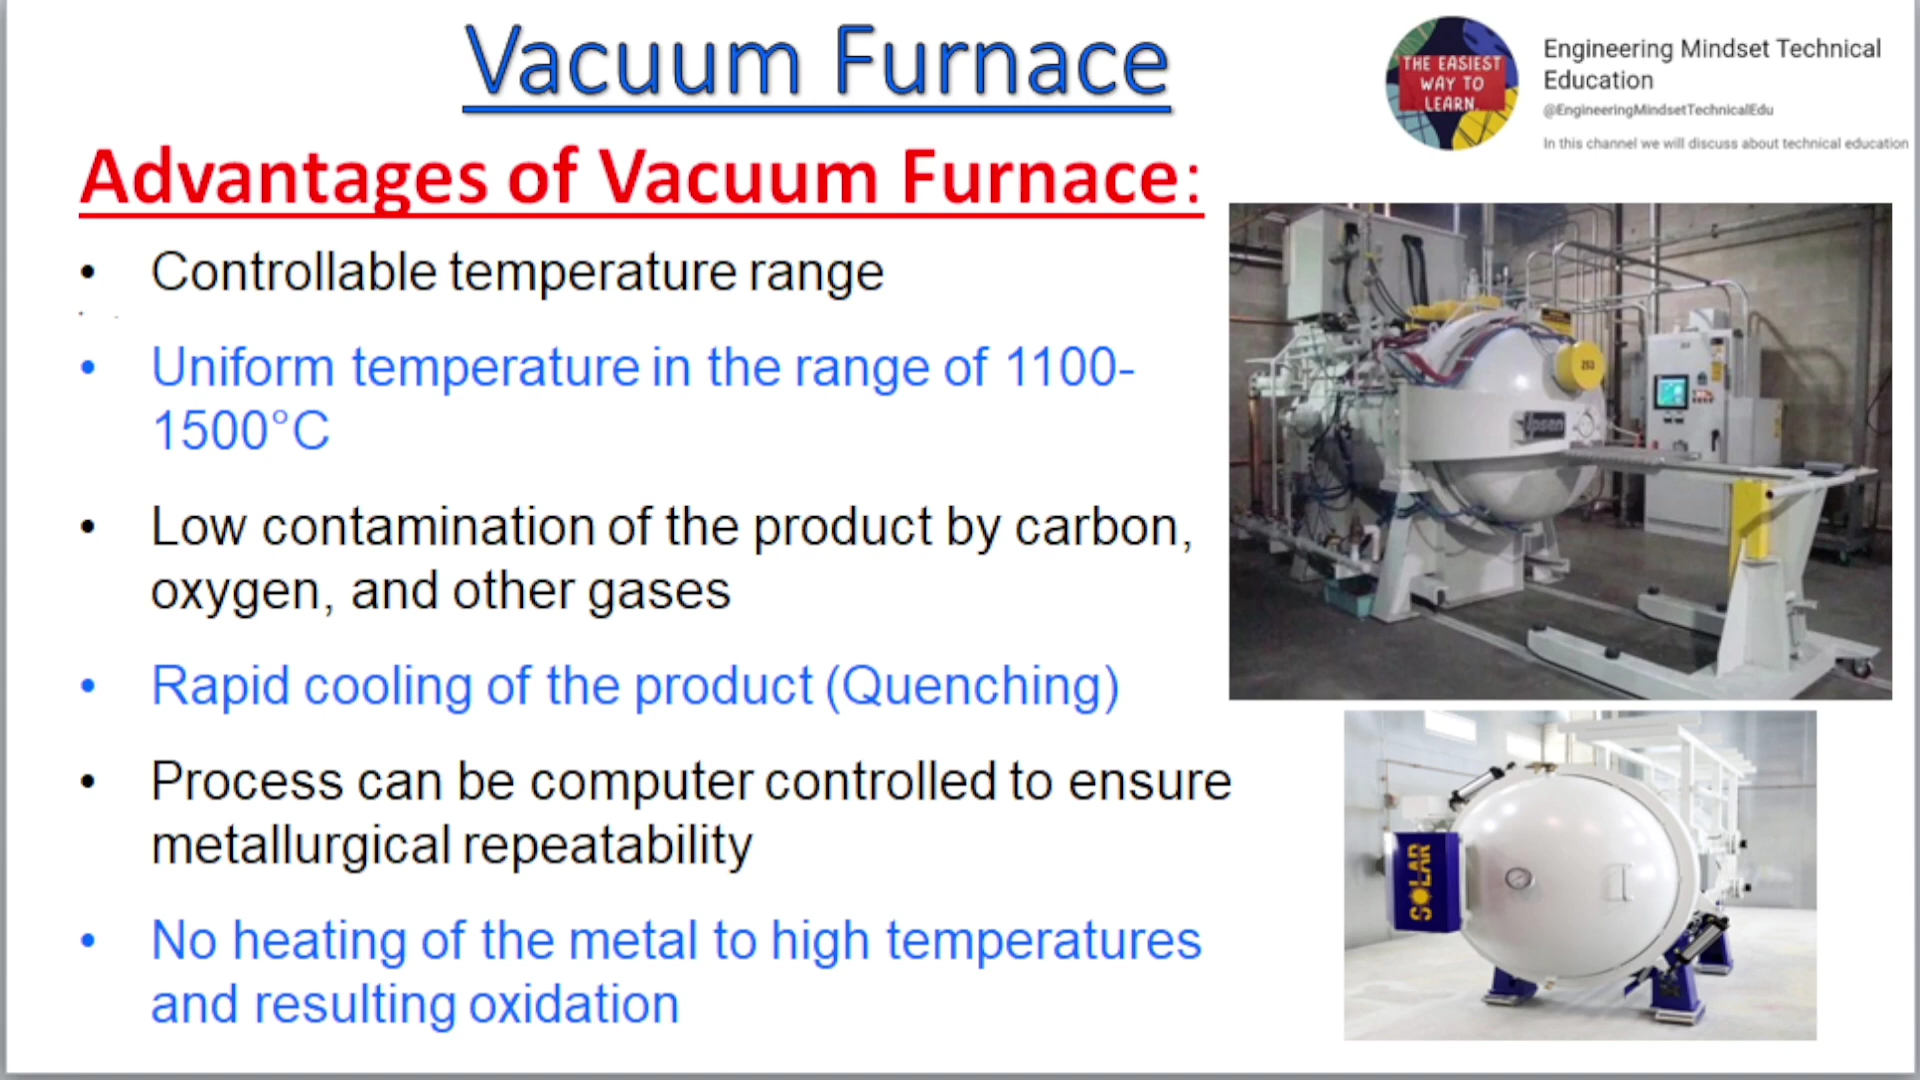 Vacuum Furnace
THE EASIEST
WAY TO
LEARN.
Engineering Mindset Technical
Education
@EngineeringMindsetTechnicalEdu
In this channel we will discuss about technical education
Advantages of Vacuum Furnace:
• Controllable temperature range
• Uniform temperature in the range of 1100-
1500°C
• Low contamination of the product by carbon,
oxygen, and other gases
• Rapid cooling of the product (Quenching)
• Process can be computer controlled to ensure
metallurgical repeatability
• No heating of the metal to high temperatures
and resulting oxidation
253
Ipsen
SOLAR